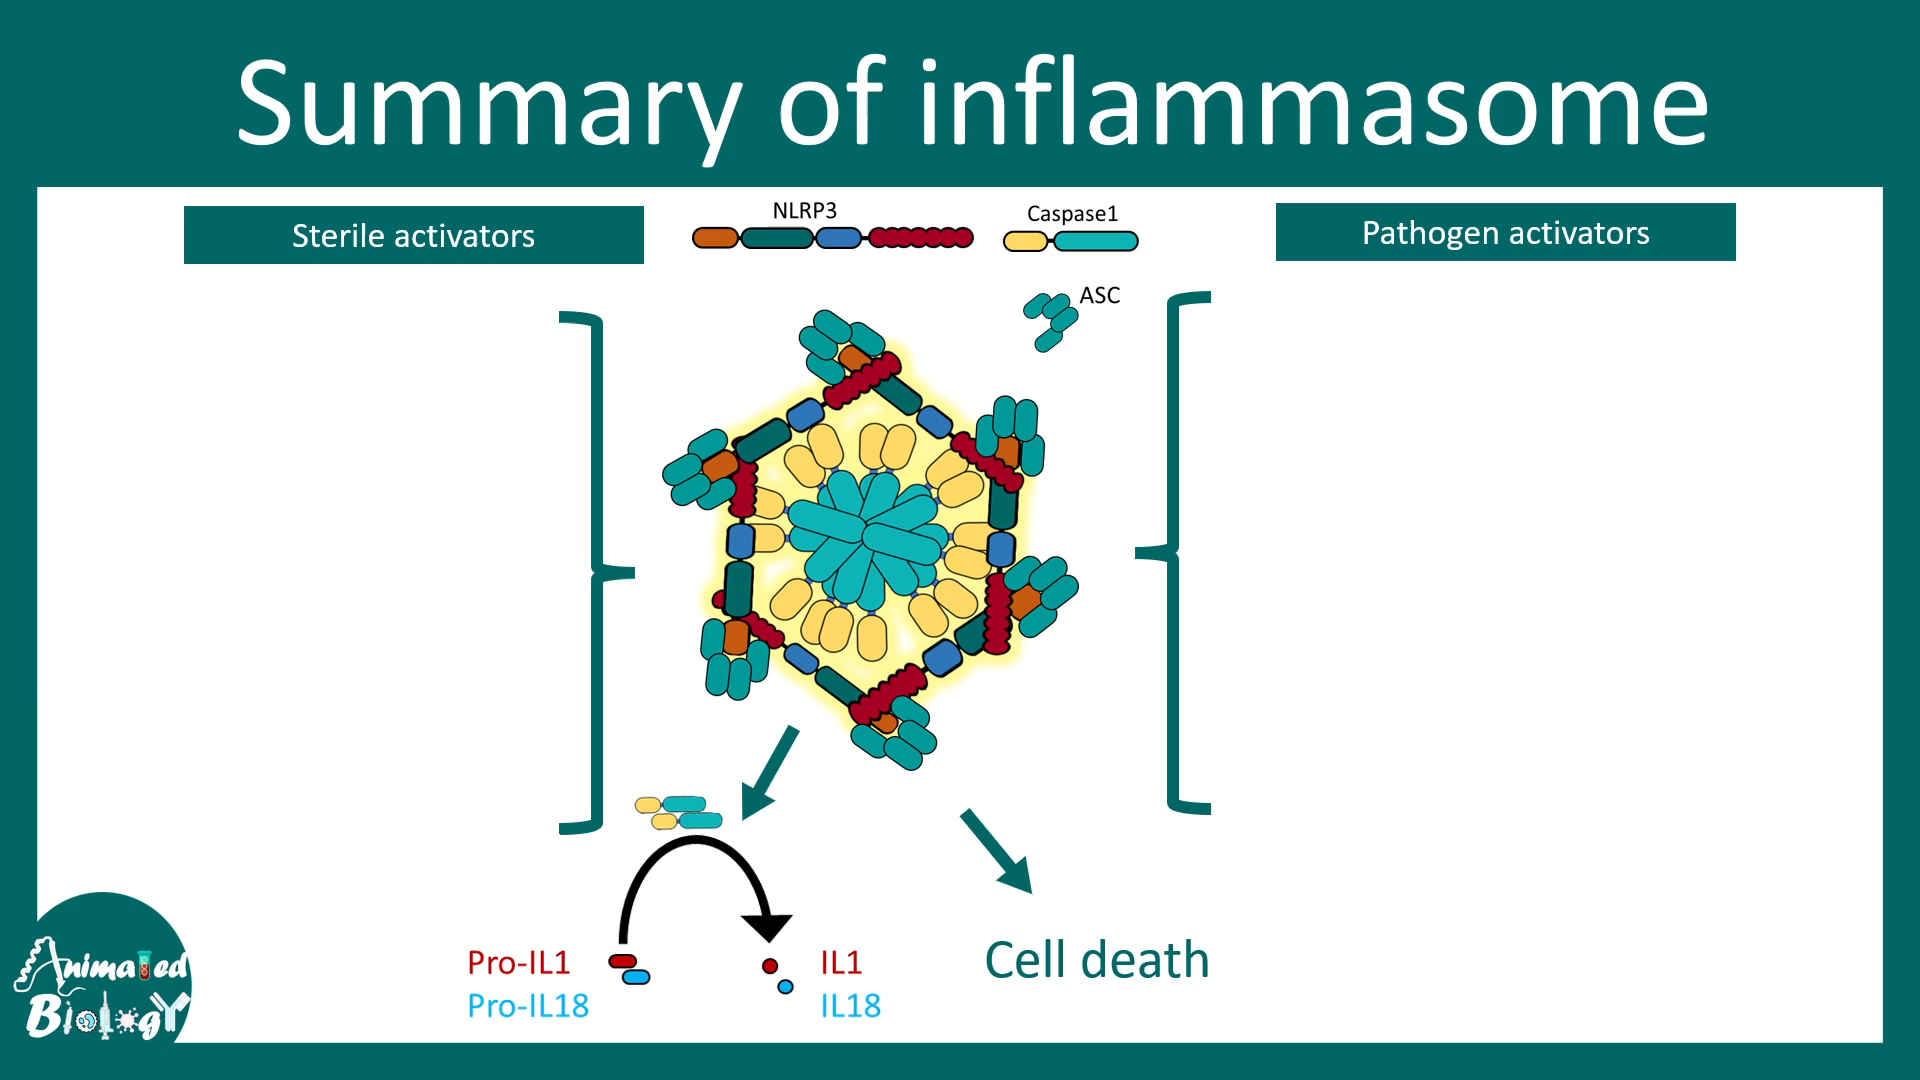 Summary of inflammasome
Sterile activators
NLRP3
Caspase1
Pathogen activators
ASC
Pro-IL1
Pro-IL18
IL1
IL18
Cell death
Animated
Biology